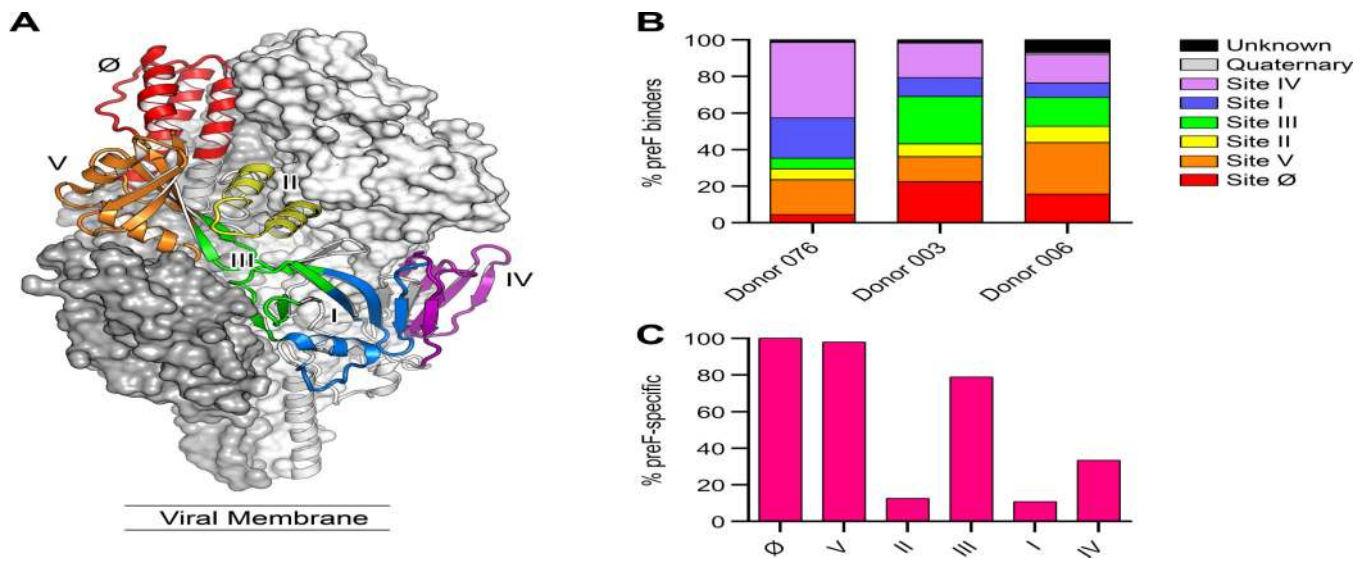 A
Ø
V
II
III
IV
I
Viral Membrane
B
% preF binders
100
80
60
40
20
0
Donor 076
Donor 003
Donor 006
Unknown
Quaternary
Site IV
Site I
Site III
Site II
Site V
Site Ø
C
% preF-specific
100
80
60
40
20
0
Ø
V
II
III
I
IV